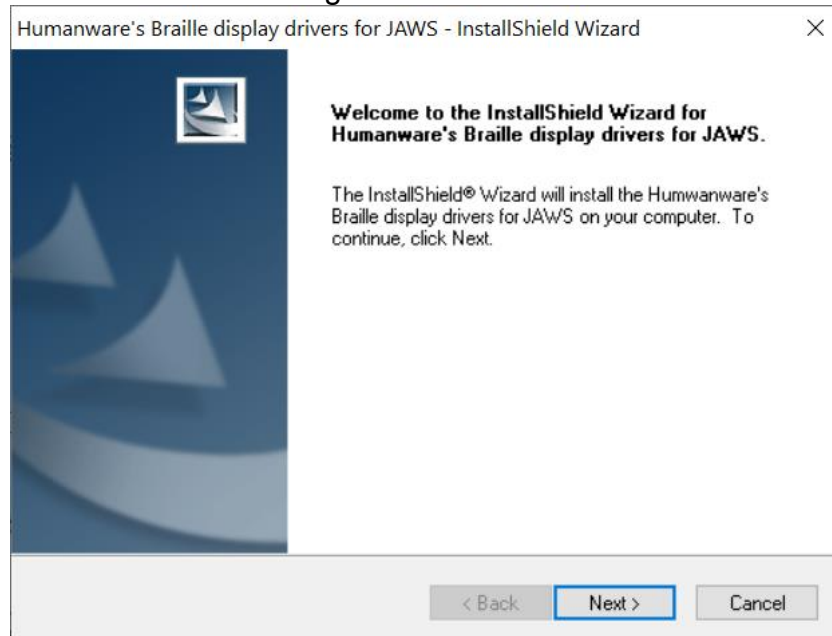 Humanware's Braille display drivers for JAWS - InstallShield Wizard
Welcome to the InstallShield Wizard for
Humanware's Braille display drivers for JAWS.
The InstallShield® Wizard will install the Humwanware's
Braille display drivers for JAWS on your computer. To
continue, click Next.
< Back
Next >
Cancel